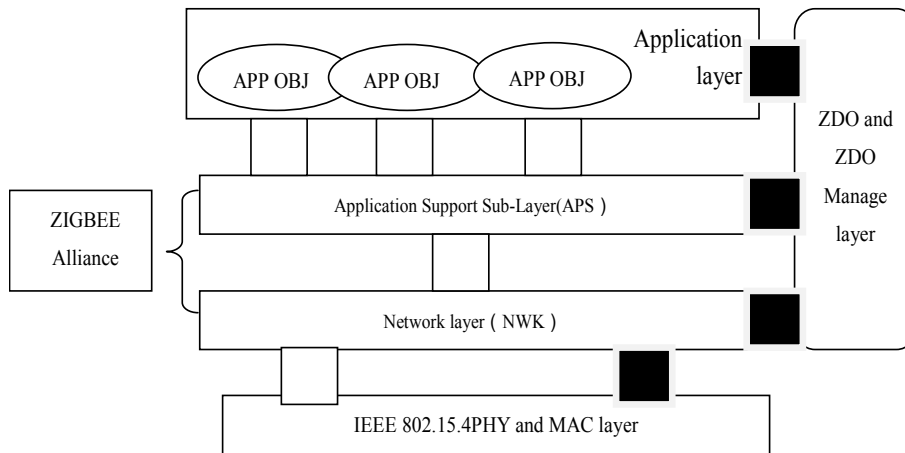 Application
layer
APP OBJ
APP OBJ
APP OBJ
ZDO and
ZDO
Manage
layer
Application Support Sub-Layer(APS )
ZIGBEE
Alliance
Network layer ( NWK )
IEEE 802.15.4PHY and MAC layer